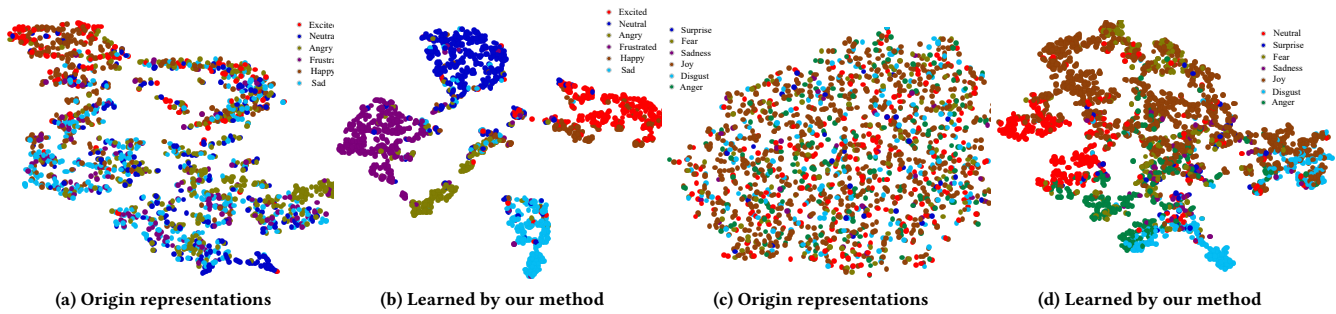 Excited
Neutra
Angry
Frustra
Happy
Sad
Excited
Neutral
Angry
Frustrated
Happy
Sad
Surprise
Fear
Sadness
Joy
Disgust
Anger
Neutral
Surprise
Fear
Sadness
Joy
Disgust
Anger
(a) Origin representations
(b) Learned by our method
(c) Origin representations
(d) Learned by our method